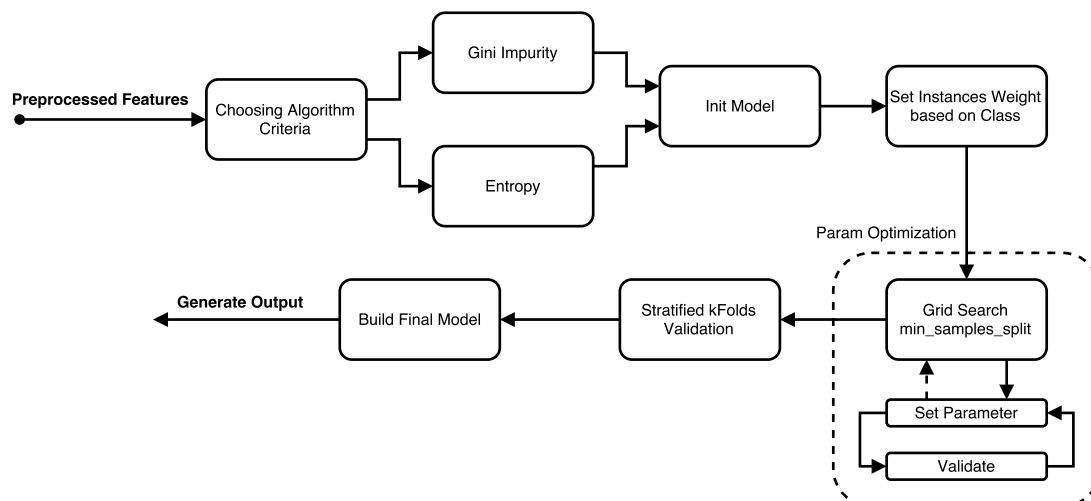 Preprocessed Features
Choosing Algorithm
Criteria
Gini Impurity
Entropy
Init Model
Set Instances Weight
based on Class
Param Optimization
Grid Search
min_samples_split
Set Parameter
Validate
Stratified kFolds
Validation
Build Final Model
Generate Output